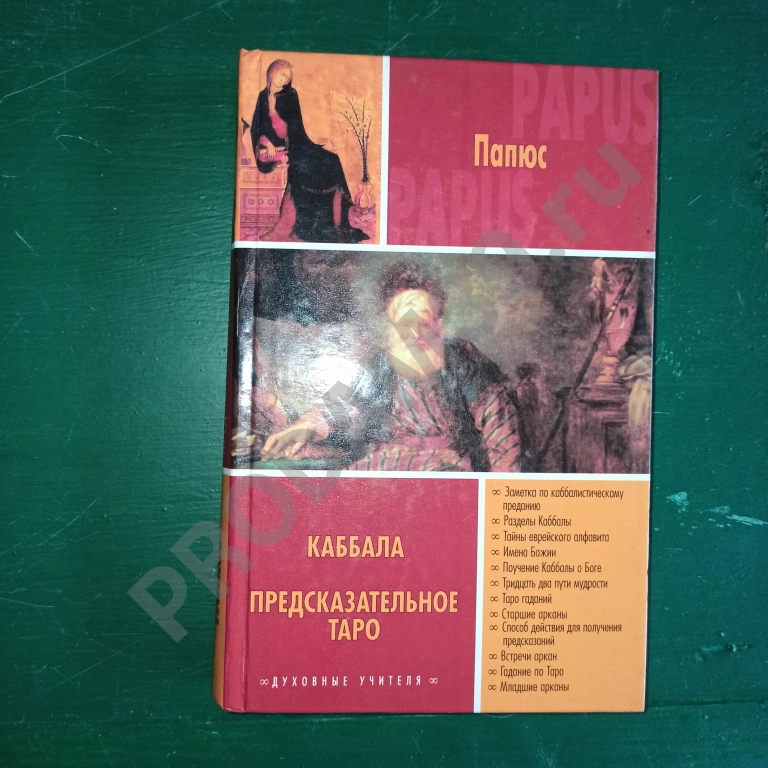 PAPUS
Папюс
PAPUS
КАББАЛА
ПРЕДСКАЗАТЕЛЬНОЕ
ТАРО
∞ДУХОВНЫЕ УЧИТЕЛЯ∞
∞ Заметка по каббалистическому
преданию
∞ Разделы Каббалы
∞ Тайны еврейского алфавита
∞ Имена Божии
∞ Поучение Каббалы о Боге
∞ Тридцать два пути мудрости
∞ Таро гаданий
∞ Старшие арканы
∞ Способ действия для получения
предсказаний
∞ Встречи аркан
∞ Гадание по Таро
∞ Младшие арканы